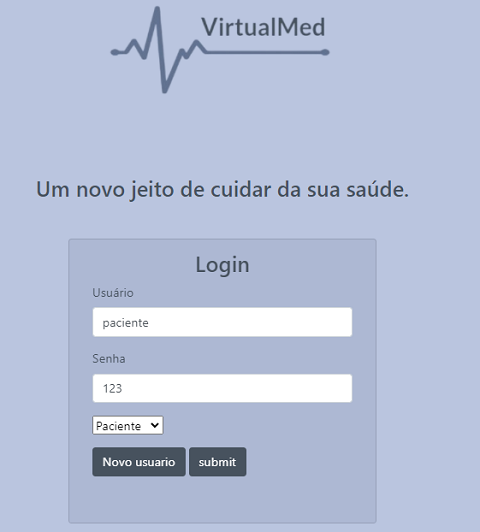 VirtualMed
Um novo jeito de cuidar da sua saúde.
Login
Usuário
paciente
Senha
123
Paciente
Novo usuario submit